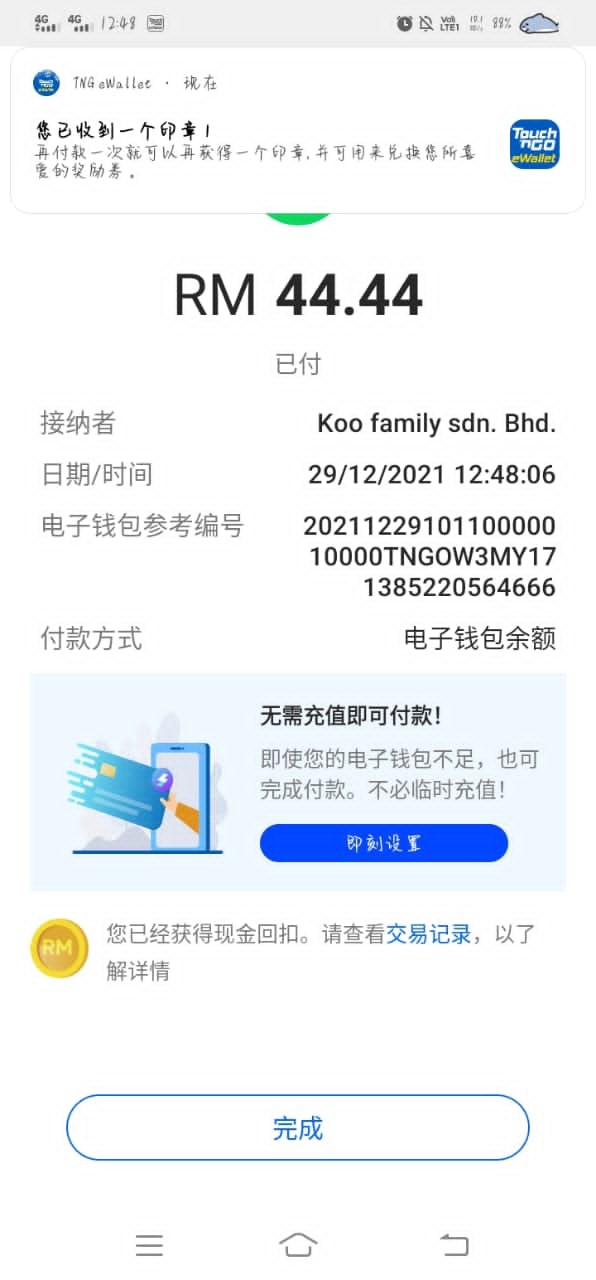 4G 4G 12:48
VoLTE1 88%
TNG eWallet · 现在
您已收到一个印章！
再付款一次就可以再获得一个印章,并可用来兑换您所喜
爱的奖励券。
Touch
'nGO
eWallet
RM 44.44
已付
接纳者 Koo family sdn. Bhd.
日期/时间 29/12/2021 12:48:06
电子钱包参考编号 20211229101100000
10000TNGOW3MY17
1385220564666
付款方式 电子钱包余额
无需充值即可付款！
即使您的电子钱包不足，也可
完成付款。不必临时充值！
即刻设置
RM
您已经获得现金回扣。请查看交易记录，以了
解详情
完成